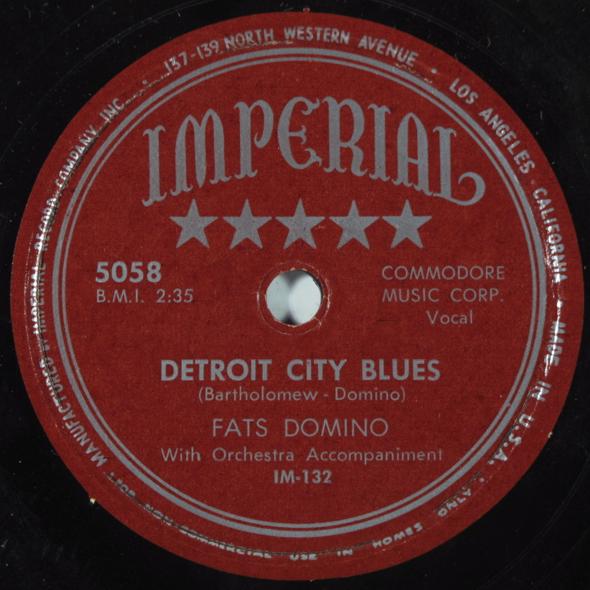 137-139 NORTH WESTERN AVENUE • LOS ANGELES • CALIFORNIA • MADE IN U.S.A.
MANUFACTURED BY IMPERIAL RECORD COMPANY INC.
IMPERIAL
5058
B.M.I. 2:35
COMMODORE
MUSIC CORP.
Vocal
DETROIT CITY BLUES
(Bartholomew - Domino)
FATS DOMINO
With Orchestra Accompaniment
IM-132
NON-COMMERCIAL USE IN HOMES